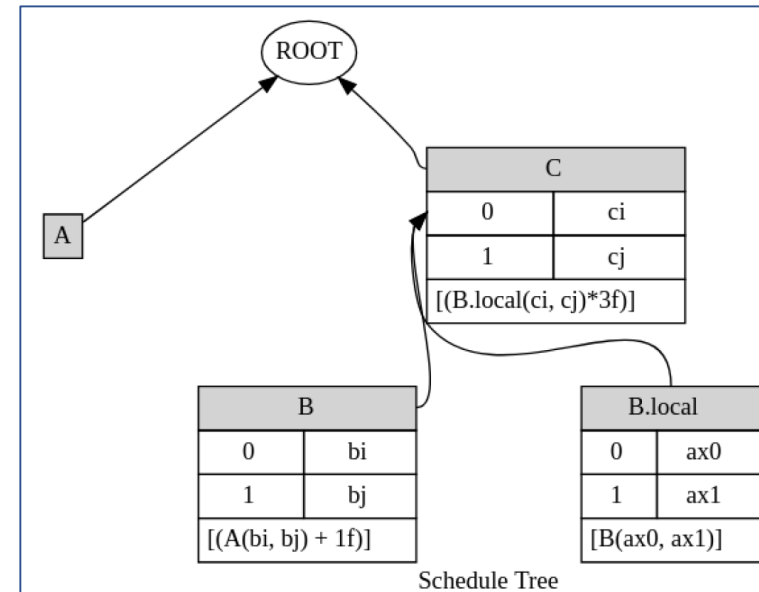 ROOT
C
0 ci
1 cj
[(B.local(ci, cj)*3f)]
A
B
0 bi
1 bj
[(A(bi, bj) + 1f)]
B.local
0 ax0
1 ax1
[B(ax0, ax1)]
Schedule Tree